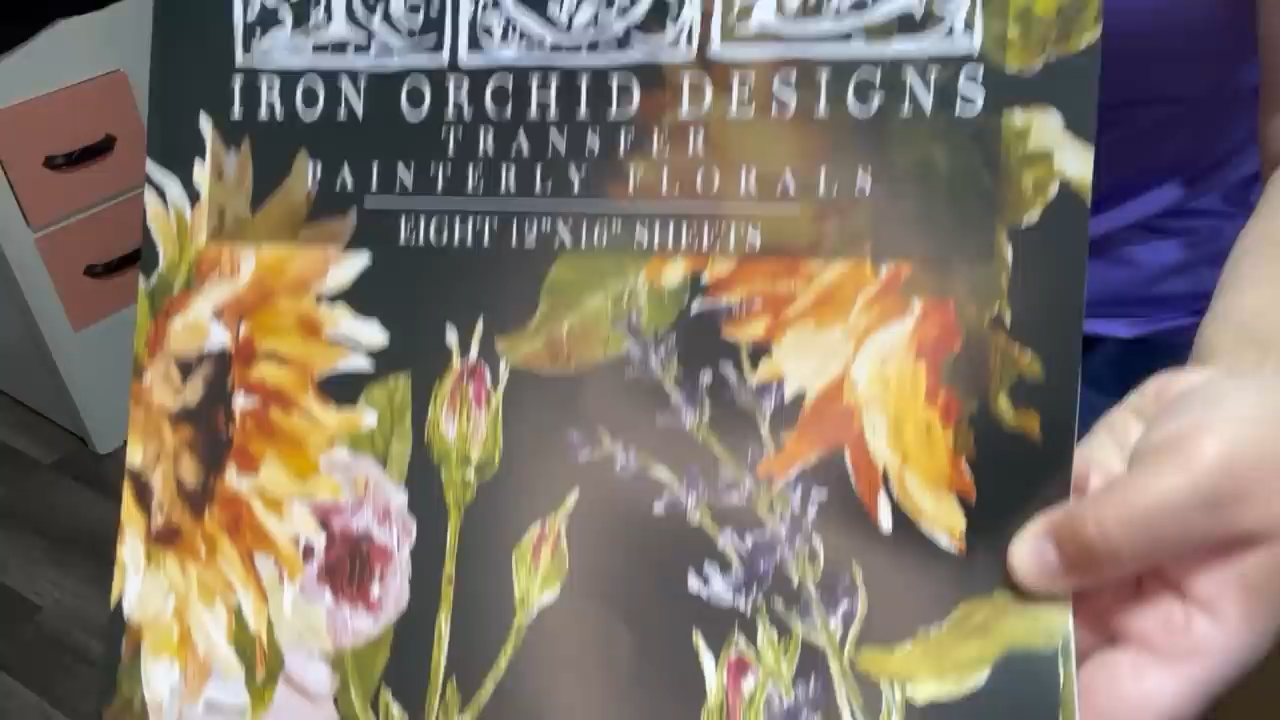 IRON ORCHID DESIGNS
TRANSFER
PAINTERLY FLORALS
EIGHT 12"X16" SHEETS